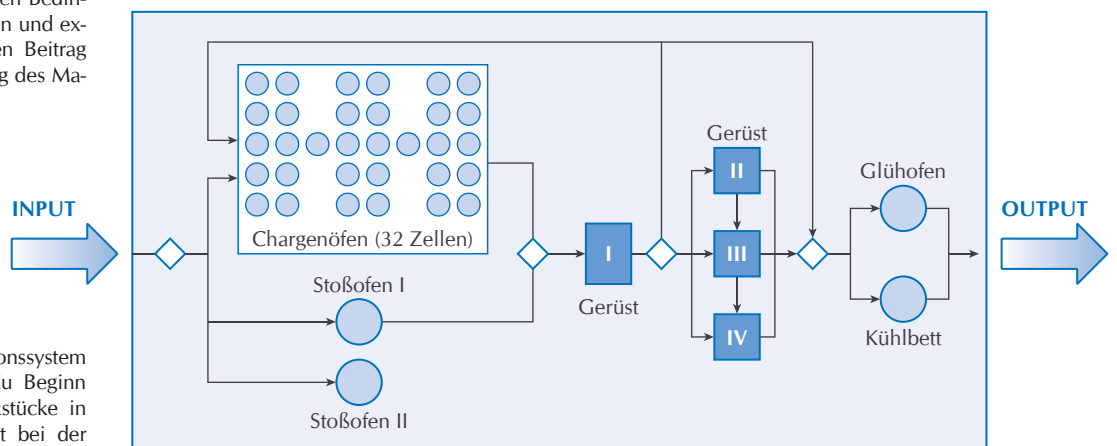 en Bedin-
en und ex-
en Beitrag
g des Ma-
INPUT
onssystem
u Beginn
stücke in
t bei der
Chargenöfen (32 Zellen)
Stoßofen I
Stoßofen II
I
Gerüst
Gerüst
II
III
IV
Glühofen
Kühlbett
OUTPUT